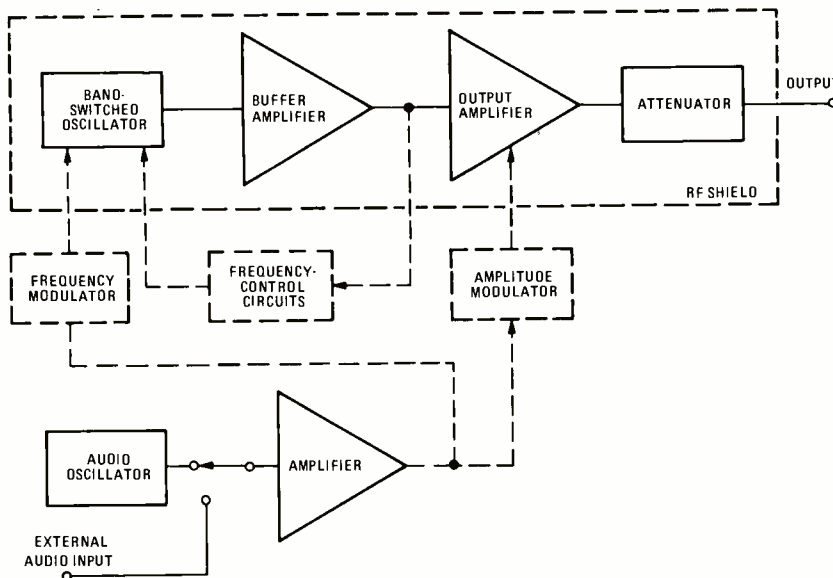 BAND-
SWITCHED
OSCILLATOR
BUFFER
AMPLIFIER
OUTPUT
AMPLIFIER
ATTENUATOR
OUTPUT
RF SHIELD
FREQUENCY
MODULATOR
FREQUENCY-
CONTROL
CIRCUITS
AMPLITUDE
MODULATOR
AUDIO
OSCILLATOR
AMPLIFIER
EXTERNAL
AUDIO INPUT